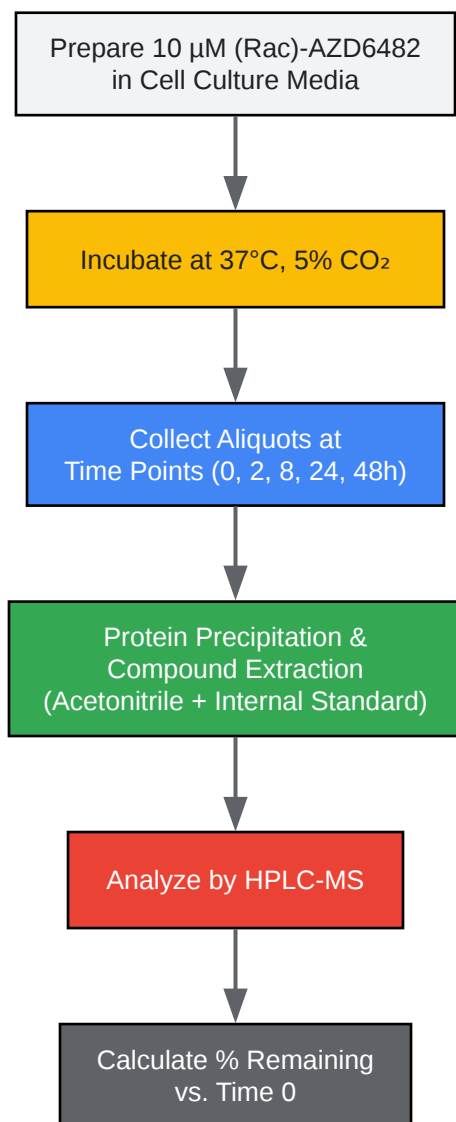 Prepare 10 µM (Rac)-AZD6482
in Cell Culture Media
Incubate at 37°C, 5% CO₂
Collect Aliquots at
Time Points (0, 2, 8, 24, 48h)
Protein Precipitation &
Compound Extraction
(Acetonitrile + Internal Standard)
Analyze by HPLC-MS
Calculate % Remaining
vs. Time 0